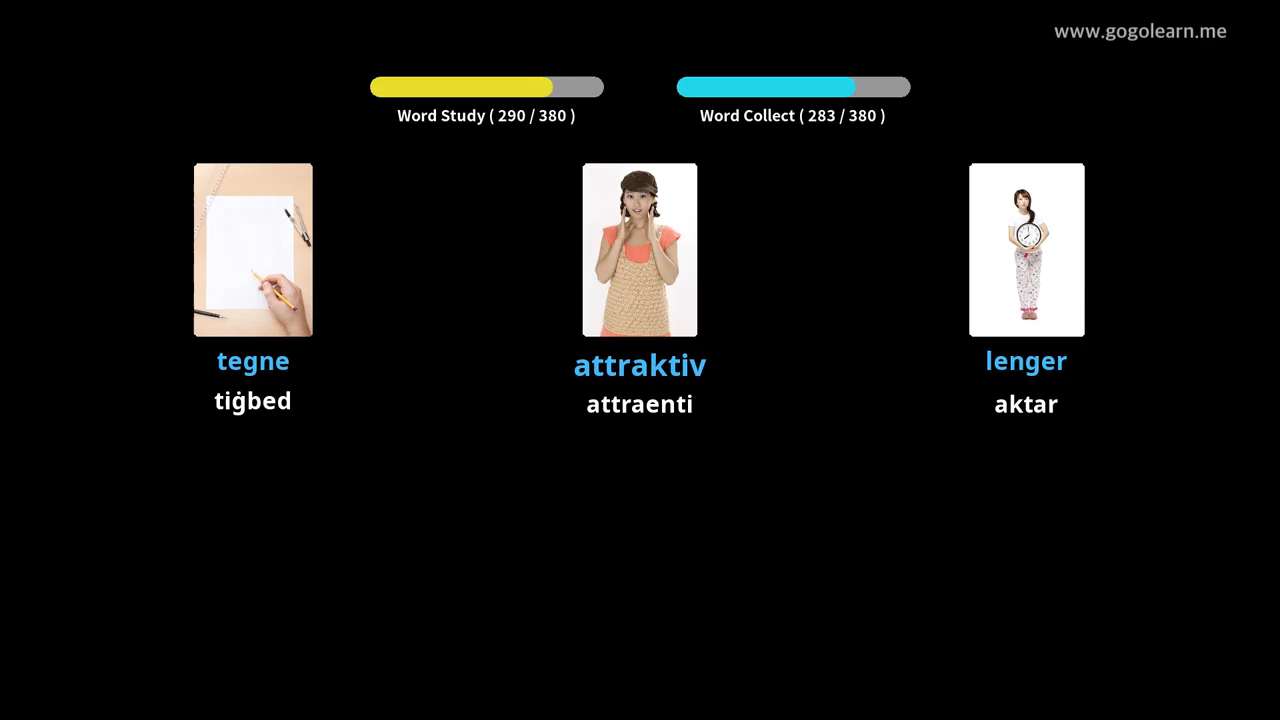 www.gogolearn.me
Word Study ( 290 / 380 )
Word Collect ( 283 / 380 )
tegne
tiġbed
attraktiv
attraenti
lenger
aktar